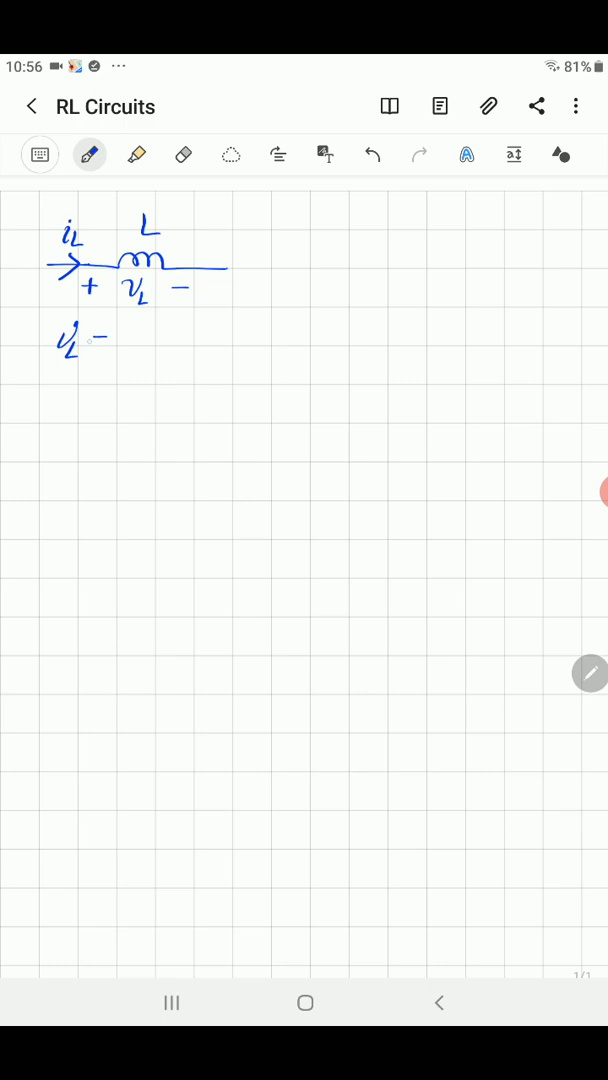 10:56 ... 81%
RL Circuits
iL L
+ VL −
VL −
1/1